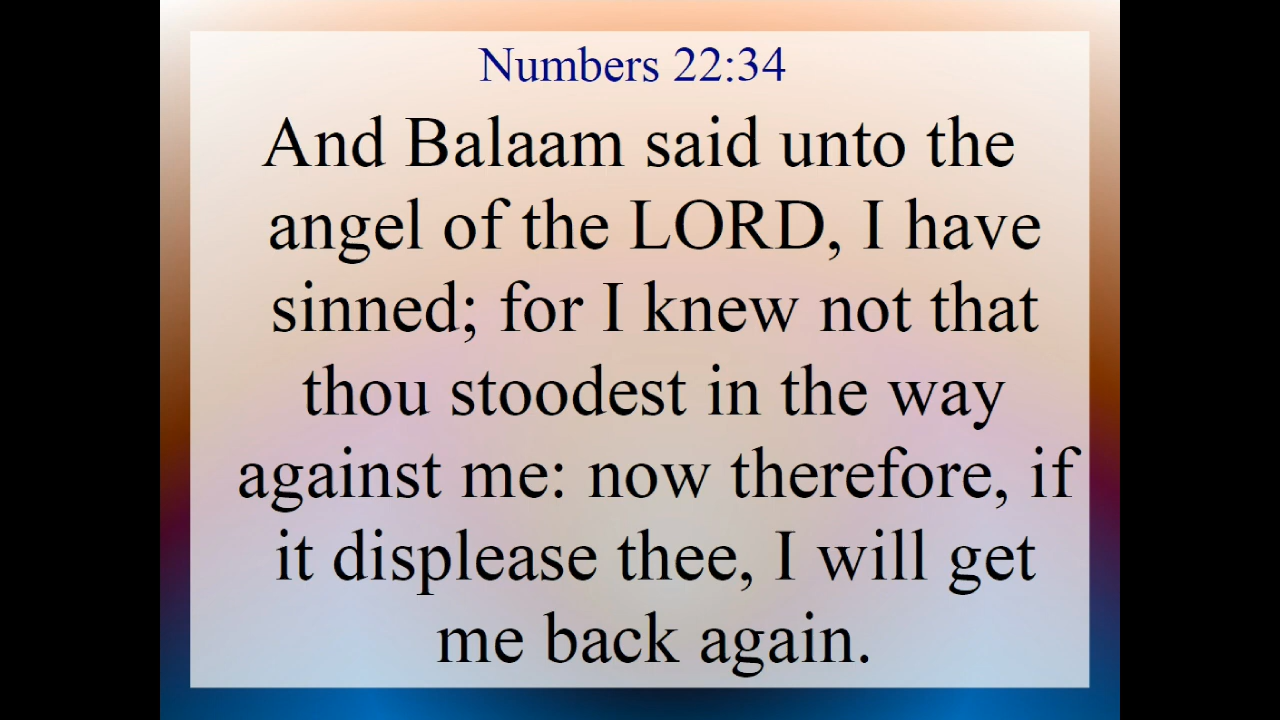 Numbers 22:34
And Balaam said unto the
angel of the LORD, I have
sinned; for I knew not that
thou stoodest in the way
against me: now therefore, if
it displease thee, I will get
me back again.